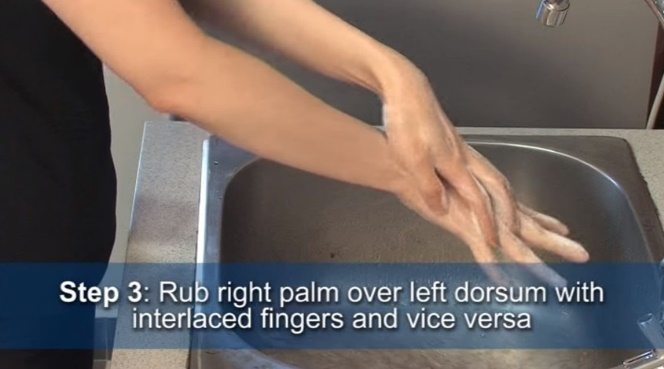 Step 3: Rub right palm over left dorsum with
interlaced fingers and vice versa